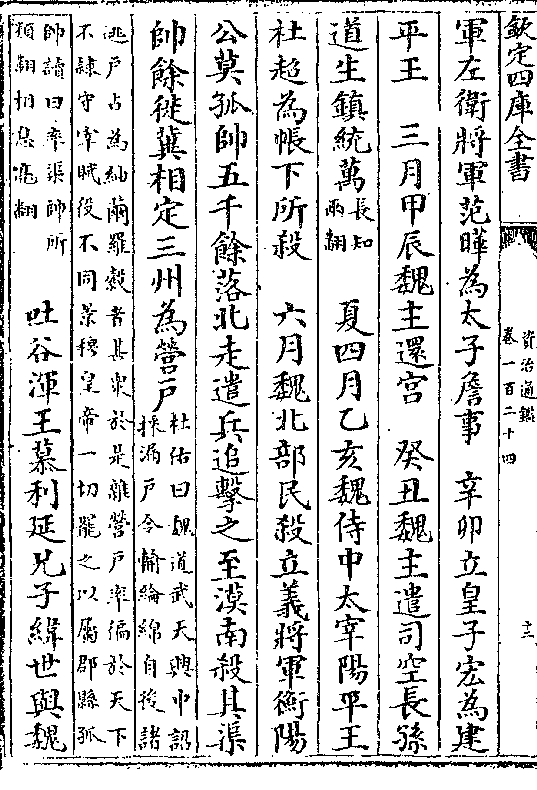 欽定四庫全書
資治通鑑
卷一百二十四
十二
軍左衛將軍范曄為太子詹事　辛卯立皇子宏為建
平王　三月甲辰魏主還宮　癸丑魏主遣司空長孫
道生鎮統萬長知兩翻　夏四月乙亥魏侍中太宰陽平王
杜超為帳下所殺　六月魏北部民殺立義將軍衡陽
公莫孤帥五千餘落北走遣兵追擊之至漠南殺其渠
帥餘徙冀相定三州為營戶杜佑曰魏道武天興中詔採漏戶令輸綸綿自後諸
逃戶占為紬繭羅縠者甚衆於是雜營戶率徧於天下
不隸守宰賦役不同景穆皇帝一切罷之以屬郡縣孤
帥讀曰率渠帥所類翻相息亮翻　吐谷渾王慕利延兄子緯世與魏